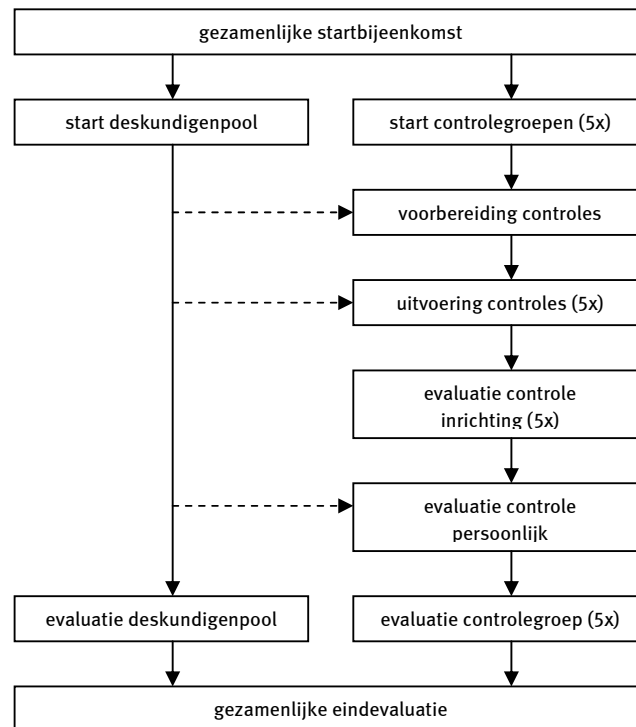 gezamenlijke startbijeenkomst
start deskundigenpool
start controlegroepen (5x)
voorbereiding controles
uitvoering controles (5x)
evaluatie controle
inrichting (5x)
evaluatie controle
persoonlijk
evaluatie deskundigenpool
evaluatie controlegroep (5x)
gezamenlijke eindevaluatie